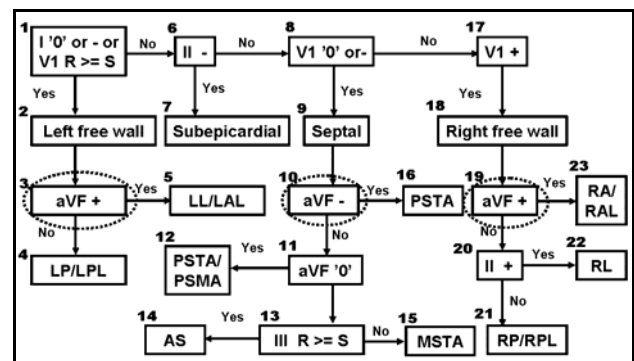 1
I '0' or - or
V1 R >= S
No
6
II -
No
8
V1 '0' or-
No
17
V1 +
Yes
Yes
Yes
Yes
2
Left free wall
7
Subepicardial
9
Septal
18
Right free wall
3
aVF +
Yes
5
LL/LAL
10
aVF -
Yes
16
PSTA
19
aVF +
Yes
23
RA/
RAL
No
No
No
4
LP/LPL
12
PSTA/
PSMA
Yes
11
aVF '0'
20
II +
Yes
22
RL
14
AS
Yes
13
III R >= S
No
15
MSTA
No
21
RP/RPL